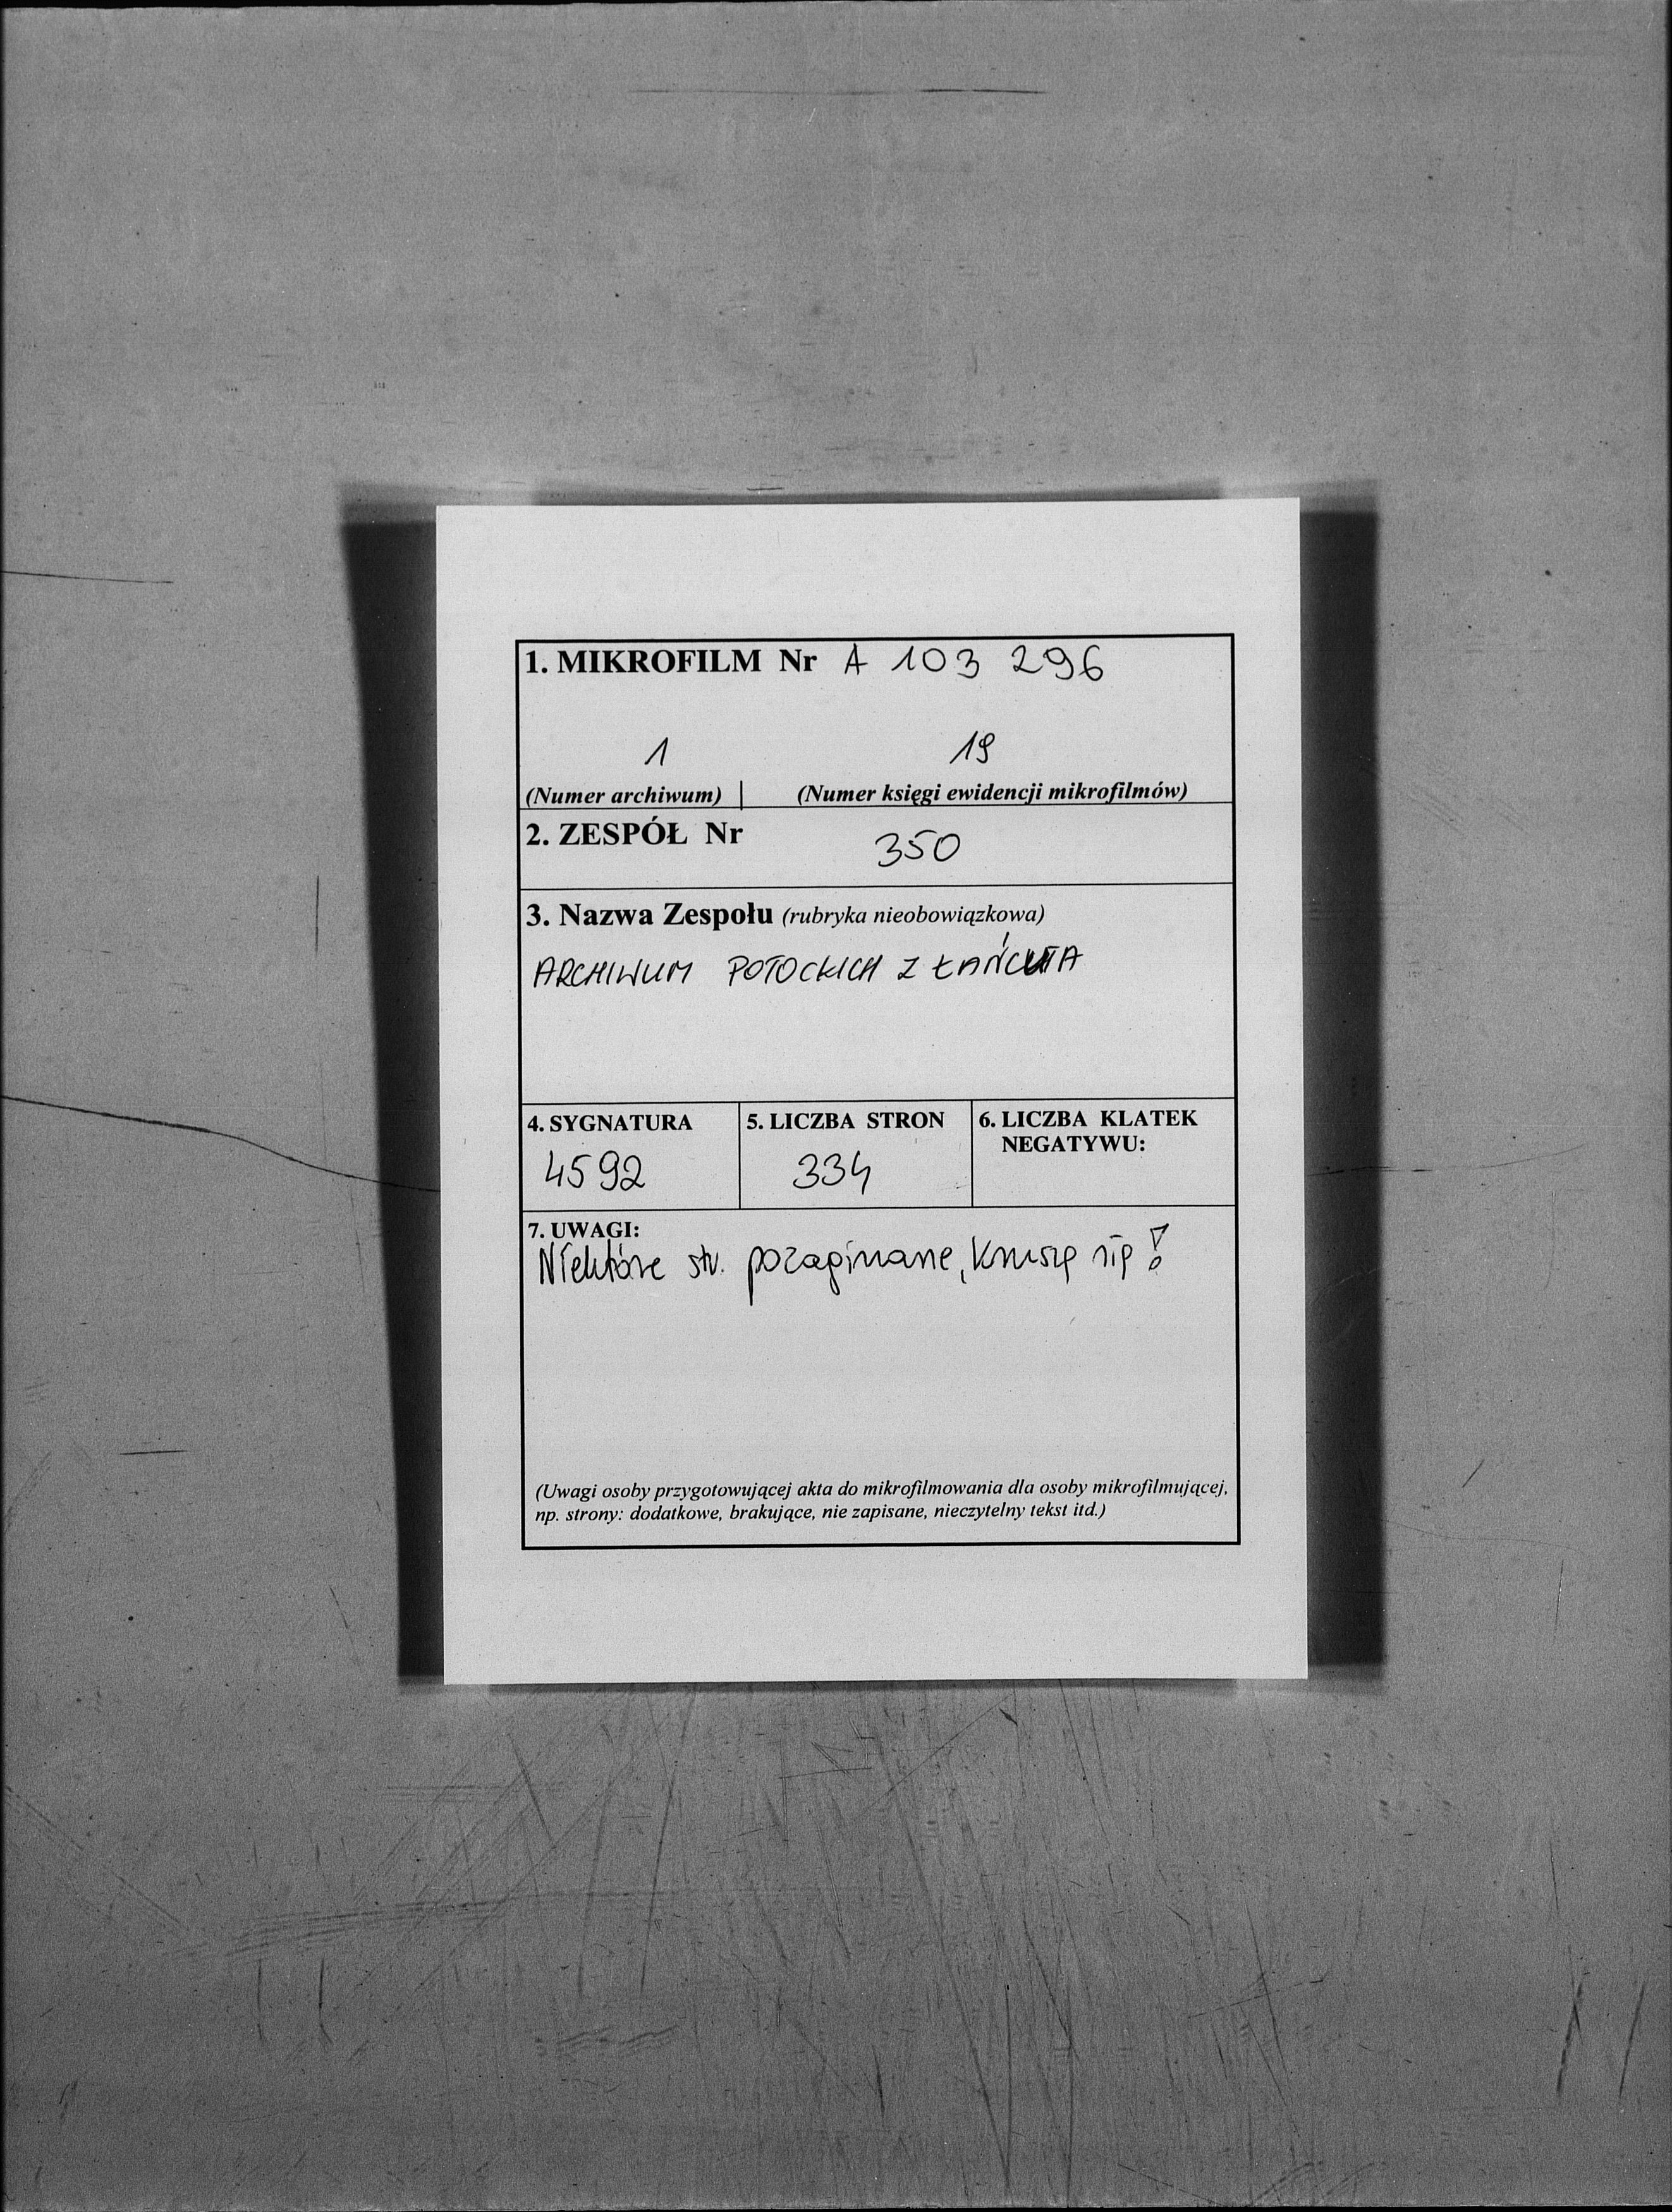 1. MIKROFILM Nr A 103 296
1 19
(Numer archiwum) | (Numer księgi ewidencji mikrofilmów)
2. ZESPÓŁ Nr 350
3. Nazwa Zespołu (rubryka nieobowiązkowa)
ARCHIWUM POTOCKICH Z ŁAŃCUTA
4. SYGNATURA
4592
5. LICZBA STRON
334
6. LICZBA KLATEK
NEGATYWU:
7. UWAGI:
Niektóre str. pozaginane, kruszą się!
(Uwagi osoby przygotowującej akta do mikrofilmowania dla osoby mikrofilmującej,
np. strony: dodatkowe, brakujące, nie zapisane, nieczytelny tekst itd.)